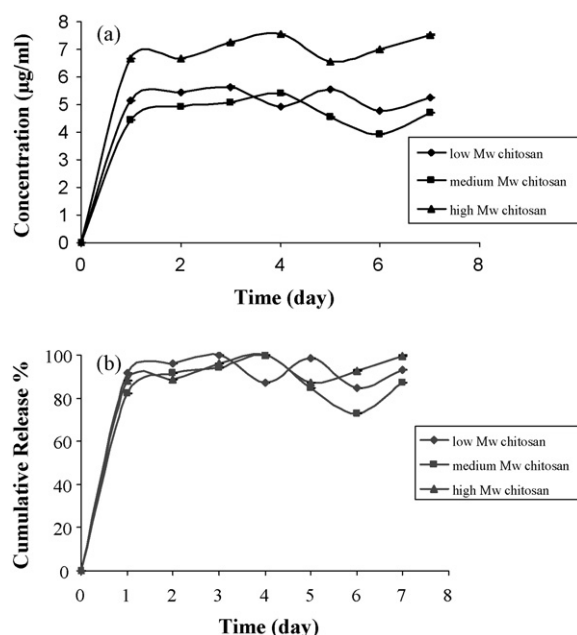 (a)
Concentration (µg/ml)
8
7
6
5
4
3
2
1
0
0 2 4 6 8
Time (day)
low Mw chitosan
medium Mw chitosan
high Mw chitosan
(b)
Cumulative Release %
100
80
60
40
20
0
0 1 2 3 4 5 6 7 8
Time (day)
low Mw chitosan
medium Mw chitosan
high Mw chitosan